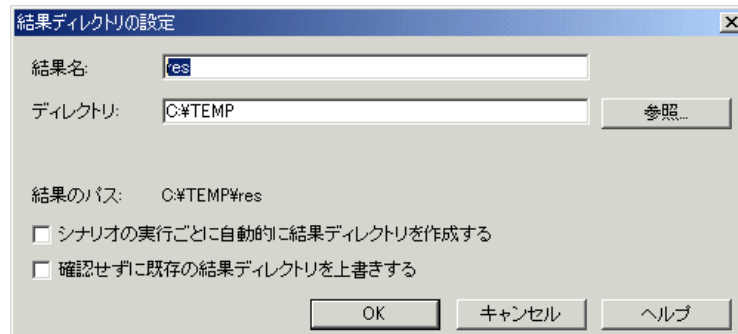 結果ディレクトリの設定
結果名: res
ディレクトリ: C:¥TEMP 参照...
結果のパス: C:¥TEMP¥res
シナリオの実行ごとに自動的に結果ディレクトリを作成する
確認せずに既存の結果ディレクトリを上書きする
OK キャンセル ヘルプ